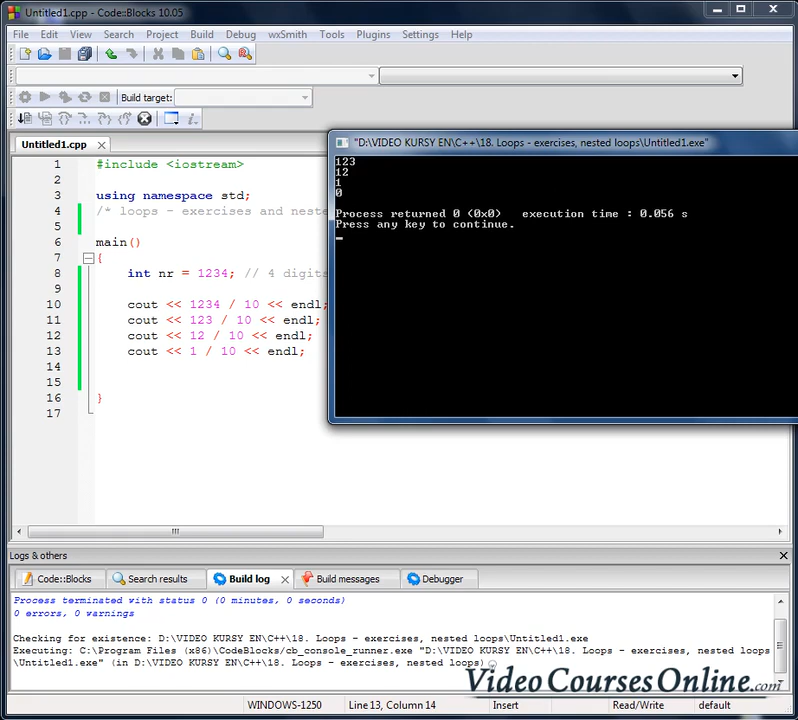 Untitled1.cpp - Code::Blocks 10.05
File Edit View Search Project Build Debug wxSmith Tools Plugins Settings Help
Build target:
Untitled1.cpp
1 #include <iostream>
2
3 using namespace std;
4 /* loops - exercises and neste
5
6 main()
7 {
8 int nr = 1234; // 4 digits
9
10 cout << 1234 / 10 << endl;
11 cout << 123 / 10 << endl;
12 cout << 12 / 10 << endl;
13 cout << 1 / 10 << endl;
14
15
16 }
17
"D:\VIDEO KURSY EN\C++\18. Loops - exercises, nested loops\Untitled1.exe"
123
12
1
0
Process returned 0 (0x0)   execution time : 0.056 s
Press any key to continue.
Logs & others
Code::Blocks Search results Build log Build messages Debugger
Process terminated with status 0 (0 minutes, 0 seconds)
0 errors, 0 warnings
Checking for existence: D:\VIDEO KURSY EN\C++\18. Loops - exercises, nested loops\Untitled1.exe
Executing: C:\Program Files (x86)\CodeBlocks/cb_console_runner.exe "D:\VIDEO KURSY EN\C++\18. Loops - exercises, nested loops
\Untitled1.exe" (in D:\VIDEO KURSY EN\C++\18. Loops - exercises, nested loops)
VideoCoursesOnline.com
WINDOWS-1250 Line 13, Column 14 Insert Read/Write default